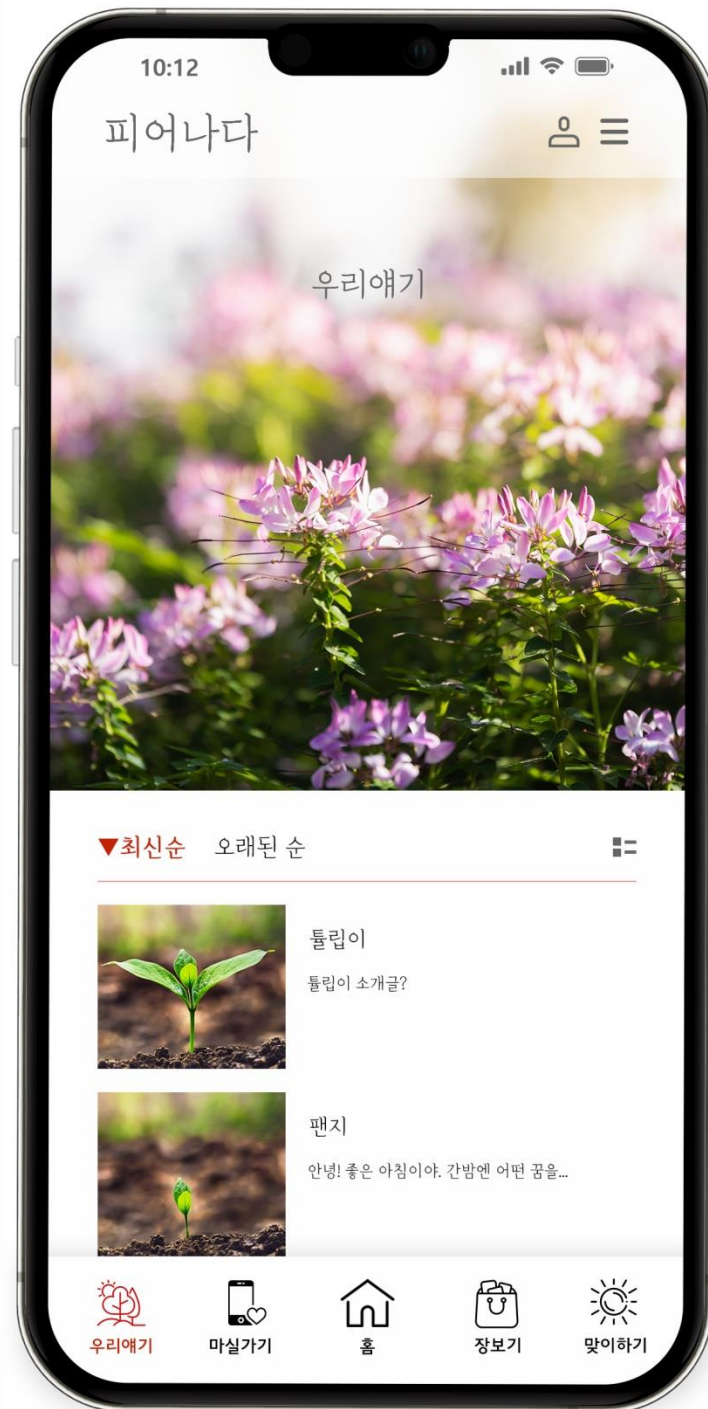 10:12
피어나다
우리얘기
▼최신순 오래된 순
튤립이
튤립이 소개글?
팬지
안녕! 좋은 아침이야. 간밤엔 어떤 꿈을...
우리얘기 마실가기 홈 장보기 맞이하기